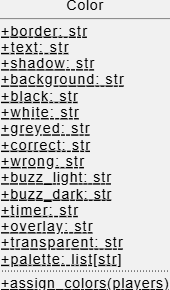 Color
+border: str
+text: str
+shadow: str
+background: str
+black: str
+white: str
+greyed: str
+correct: str
+wrong: str
+buzz_light: str
+buzz_dark: str
+timer: str
+overlay: str
+transparent: str
+palette: list[str]
+assign_colors(players)